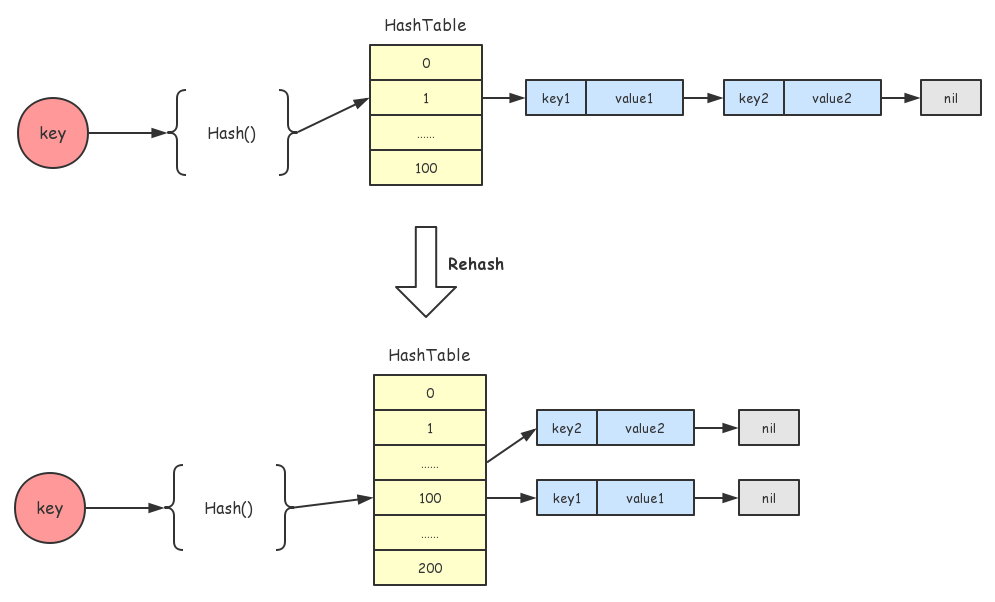 HashTable
0
key
Hash()
1
key1
value1
key2
value2
nil
......
100
Rehash
HashTable
0
1
key2
value2
nil
......
key
Hash()
100
key1
value1
nil
......
200